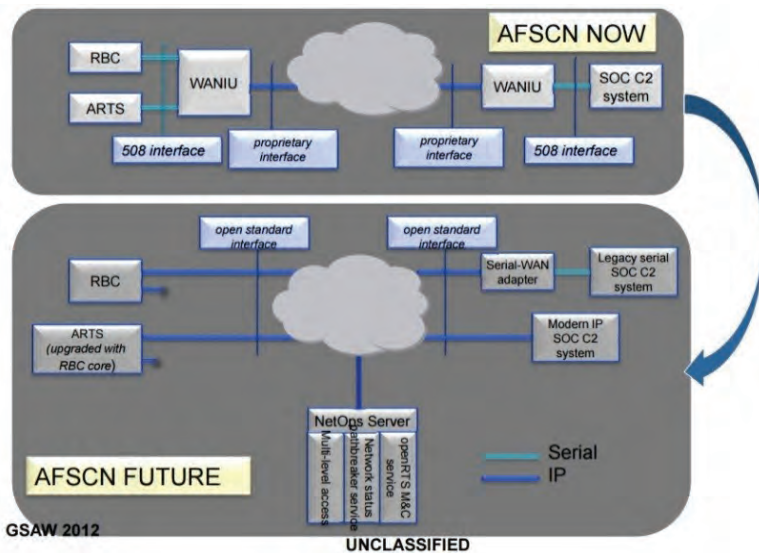 AFSCN NOW
RBC
ARTS
WANIU
WANIU
SOC C2
system
508 interface
proprietary
interface
proprietary
interface
508 interface
open standard
interface
open standard
interface
RBC
Serial-WAN
adapter
Legacy serial
SOC C2
system
ARTS
(upgraded with
RBC core)
Modern IP
SOC C2
system
NetOps Server
Multi-level access
Network status
pathbreaker service
openRTS M&C
service
Serial
IP
AFSCN FUTURE
GSAW 2012
UNCLASSIFIED